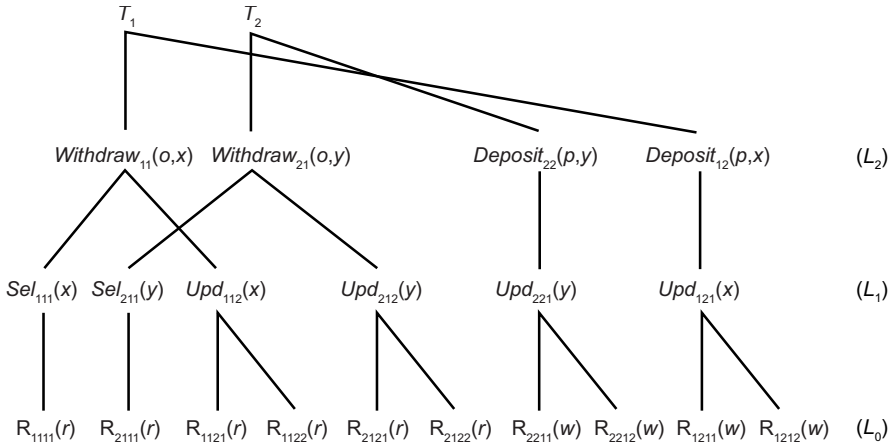 T₁ T₂
Withdraw₁₁(o,x) Withdraw₂₁(o,y) Deposit₂₂(p,y) Deposit₁₂(p,x) (L₂)
Sel₁₁₁(x) Sel₂₁₁(y) Upd₁₁₂(x) Upd₂₁₂(y) Upd₂₂₁(y) Upd₁₂₁(x) (L₁)
R₁₁₁₁(r) R₂₁₁₁(r) R₁₁₂₁(r) R₁₁₂₂(r) R₂₁₂₁(r) R₂₁₂₂(r) R₂₂₁₁(w) R₂₂₁₂(w) R₁₂₁₁(w) R₁₂₁₂(w) (L₀)